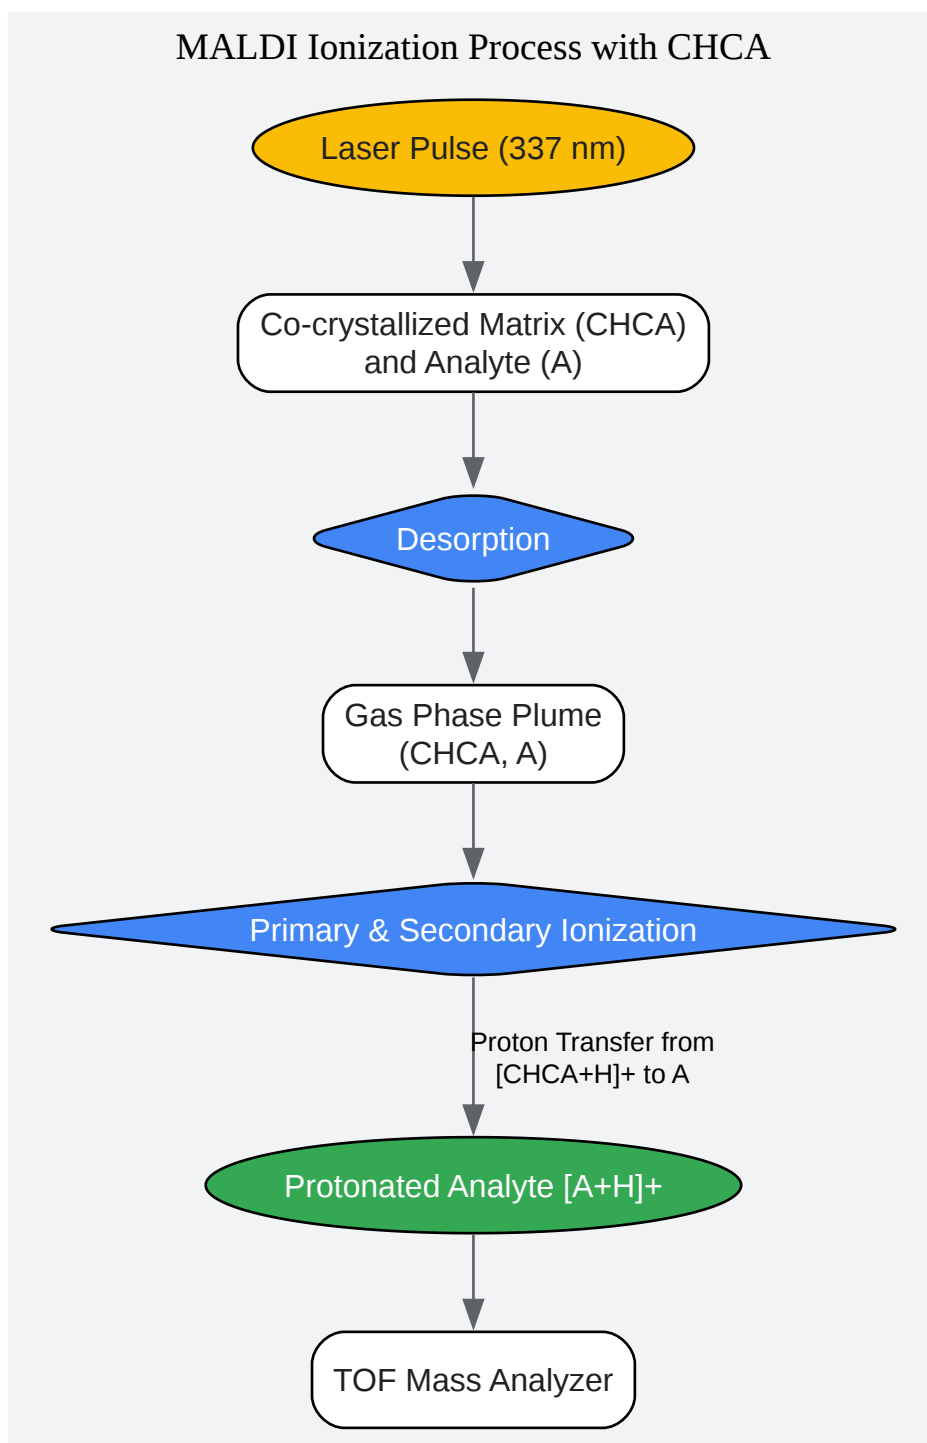 MALDI Ionization Process with CHCA
Laser Pulse (337 nm)
Co-crystallized Matrix (CHCA)
and Analyte (A)
Desorption
Gas Phase Plume
(CHCA, A)
Primary & Secondary Ionization
Proton Transfer from
[CHCA+H]+ to A
Protonated Analyte [A+H]+
TOF Mass Analyzer